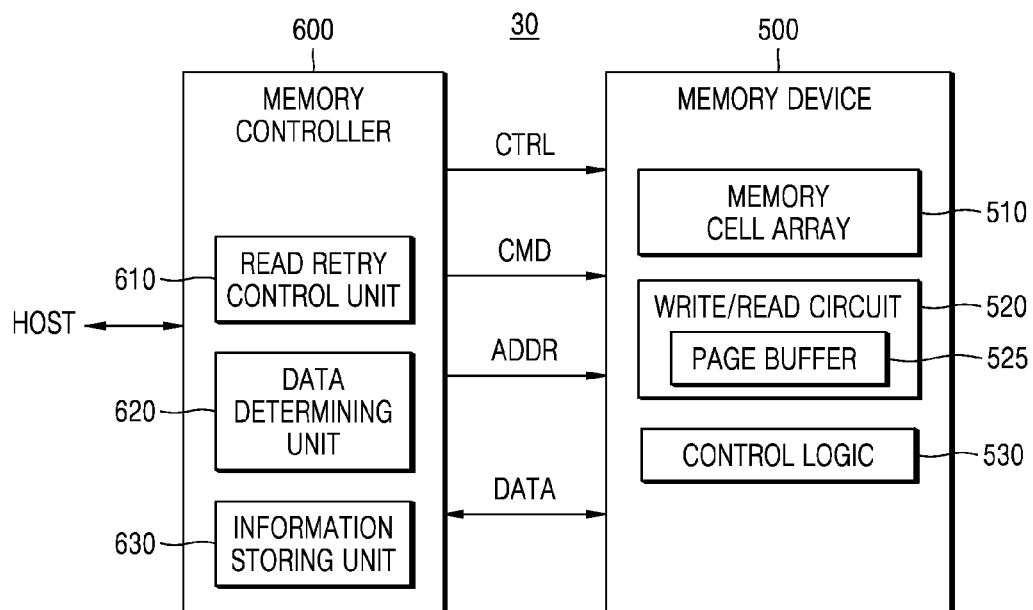 30
600
500
MEMORY
CONTROLLER
MEMORY DEVICE
CTRL
MEMORY
CELL ARRAY
510
610
READ RETRY
CONTROL UNIT
CMD
WRITE/READ CIRCUIT
520
HOST
PAGE BUFFER
525
ADDR
620
DATA
DETERMINING
UNIT
CONTROL LOGIC
530
DATA
630
INFORMATION
STORING UNIT